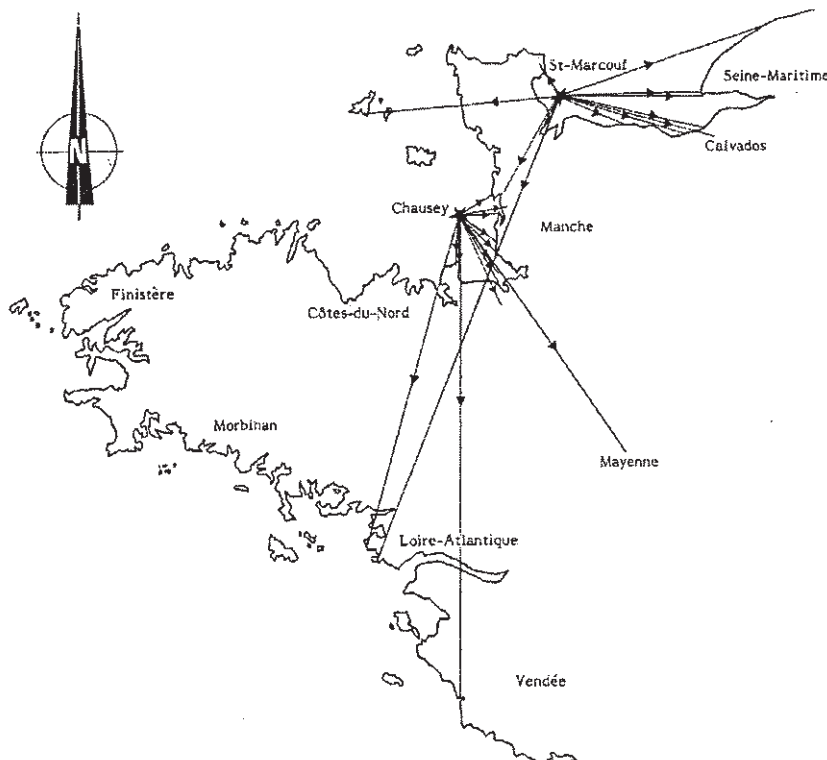 St-Marcouf
Seine-Maritime
Calvados
N
Chausey
Manche
Finistère
Côtes-du-Nord
Morbihan
Mayenne
Loire-Atlantique
Vendée